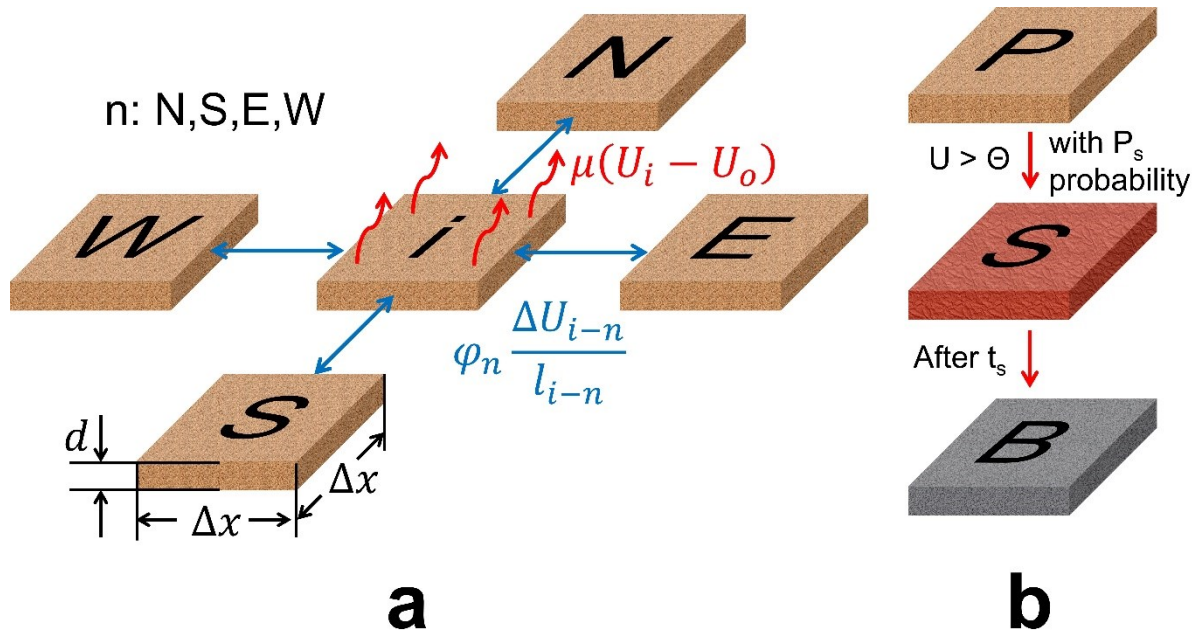 N
n: N,S,E,W
μ(U_i − U_o)
W
i
E
φ_n ΔU_{i−n} / l_{i−n}
S
d
Δx
Δx
a
P
U > Θ
with P_s
probability
S
After t_s
B
b